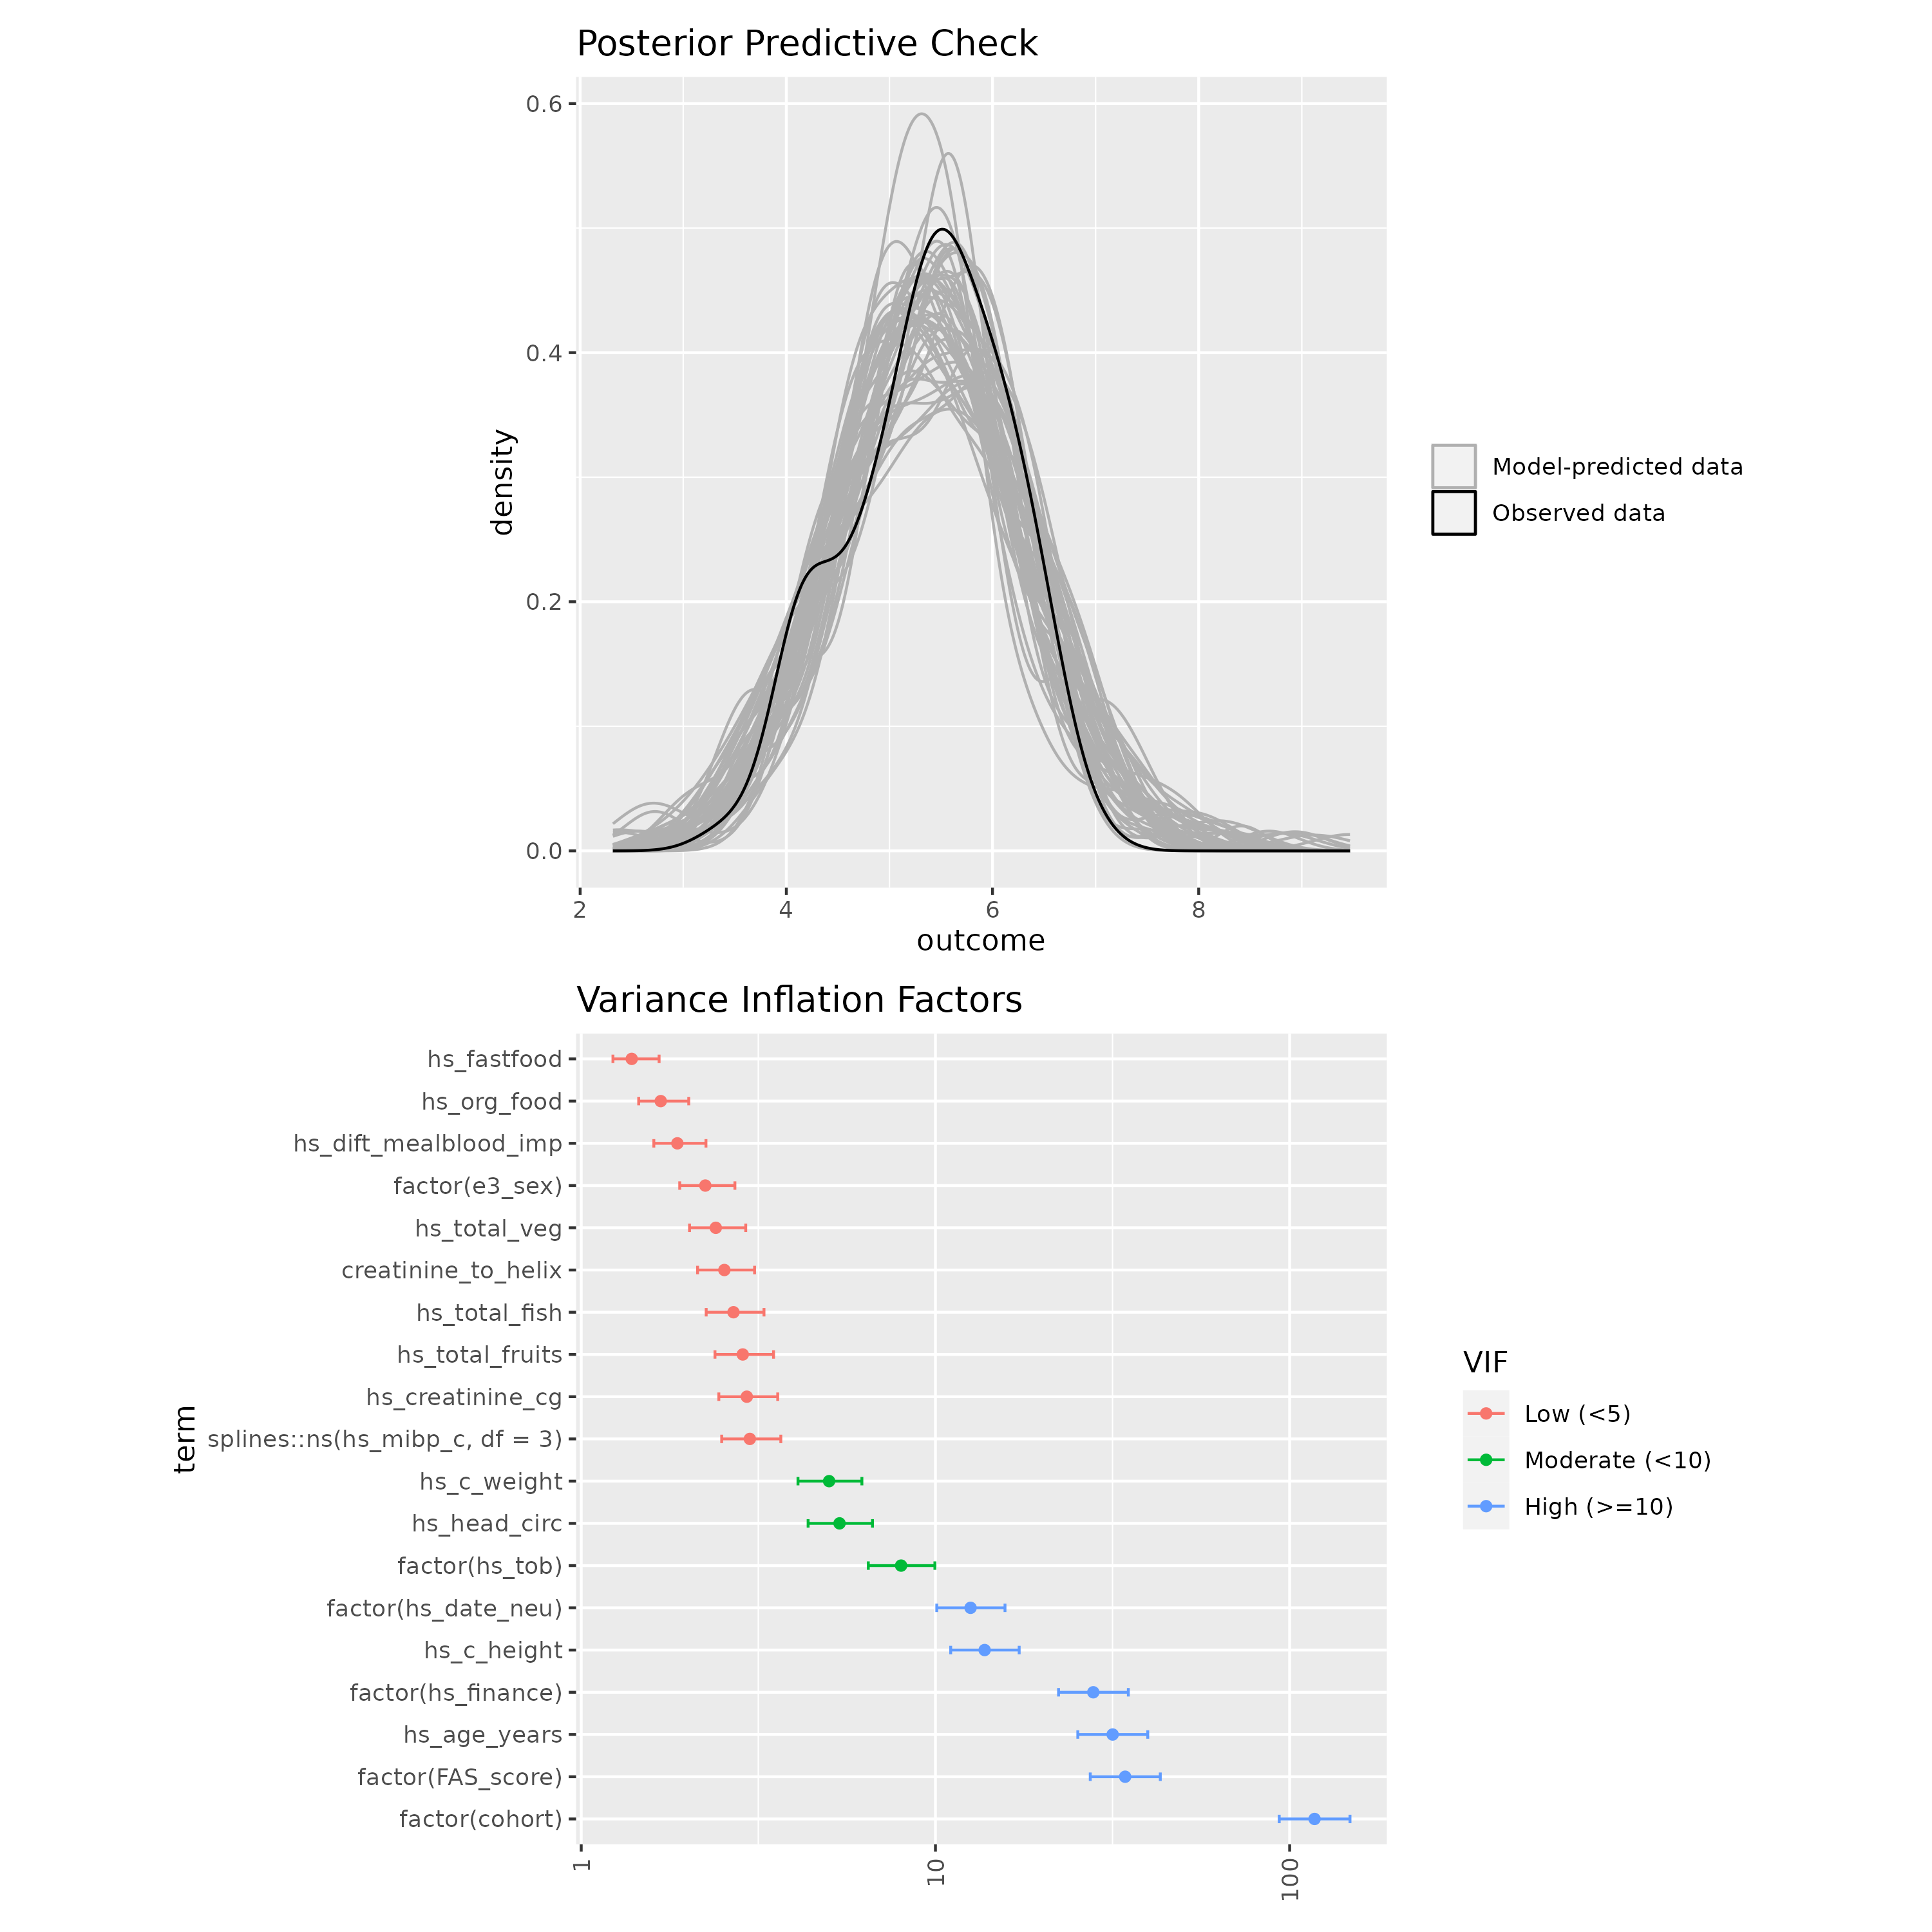 Posterior Predictive Check
0.6
0.4
0.2
0.0
density
2
4
6
8
outcome
Model-predicted data
Observed data
Variance Inflation Factors
hs_fastfood
hs_org_food
hs_dift_mealblood_imp
factor(e3_sex)
hs_total_veg
creatinine_to_helix
hs_total_fish
hs_total_fruits
hs_creatinine_cg
splines::ns(hs_mibp_c, df = 3)
hs_c_weight
hs_head_circ
factor(hs_tob)
factor(hs_date_neu)
hs_c_height
factor(hs_finance)
hs_age_years
factor(FAS_score)
factor(cohort)
term
1
10
100
VIF
Low (<5)
Moderate (<10)
High (>=10)